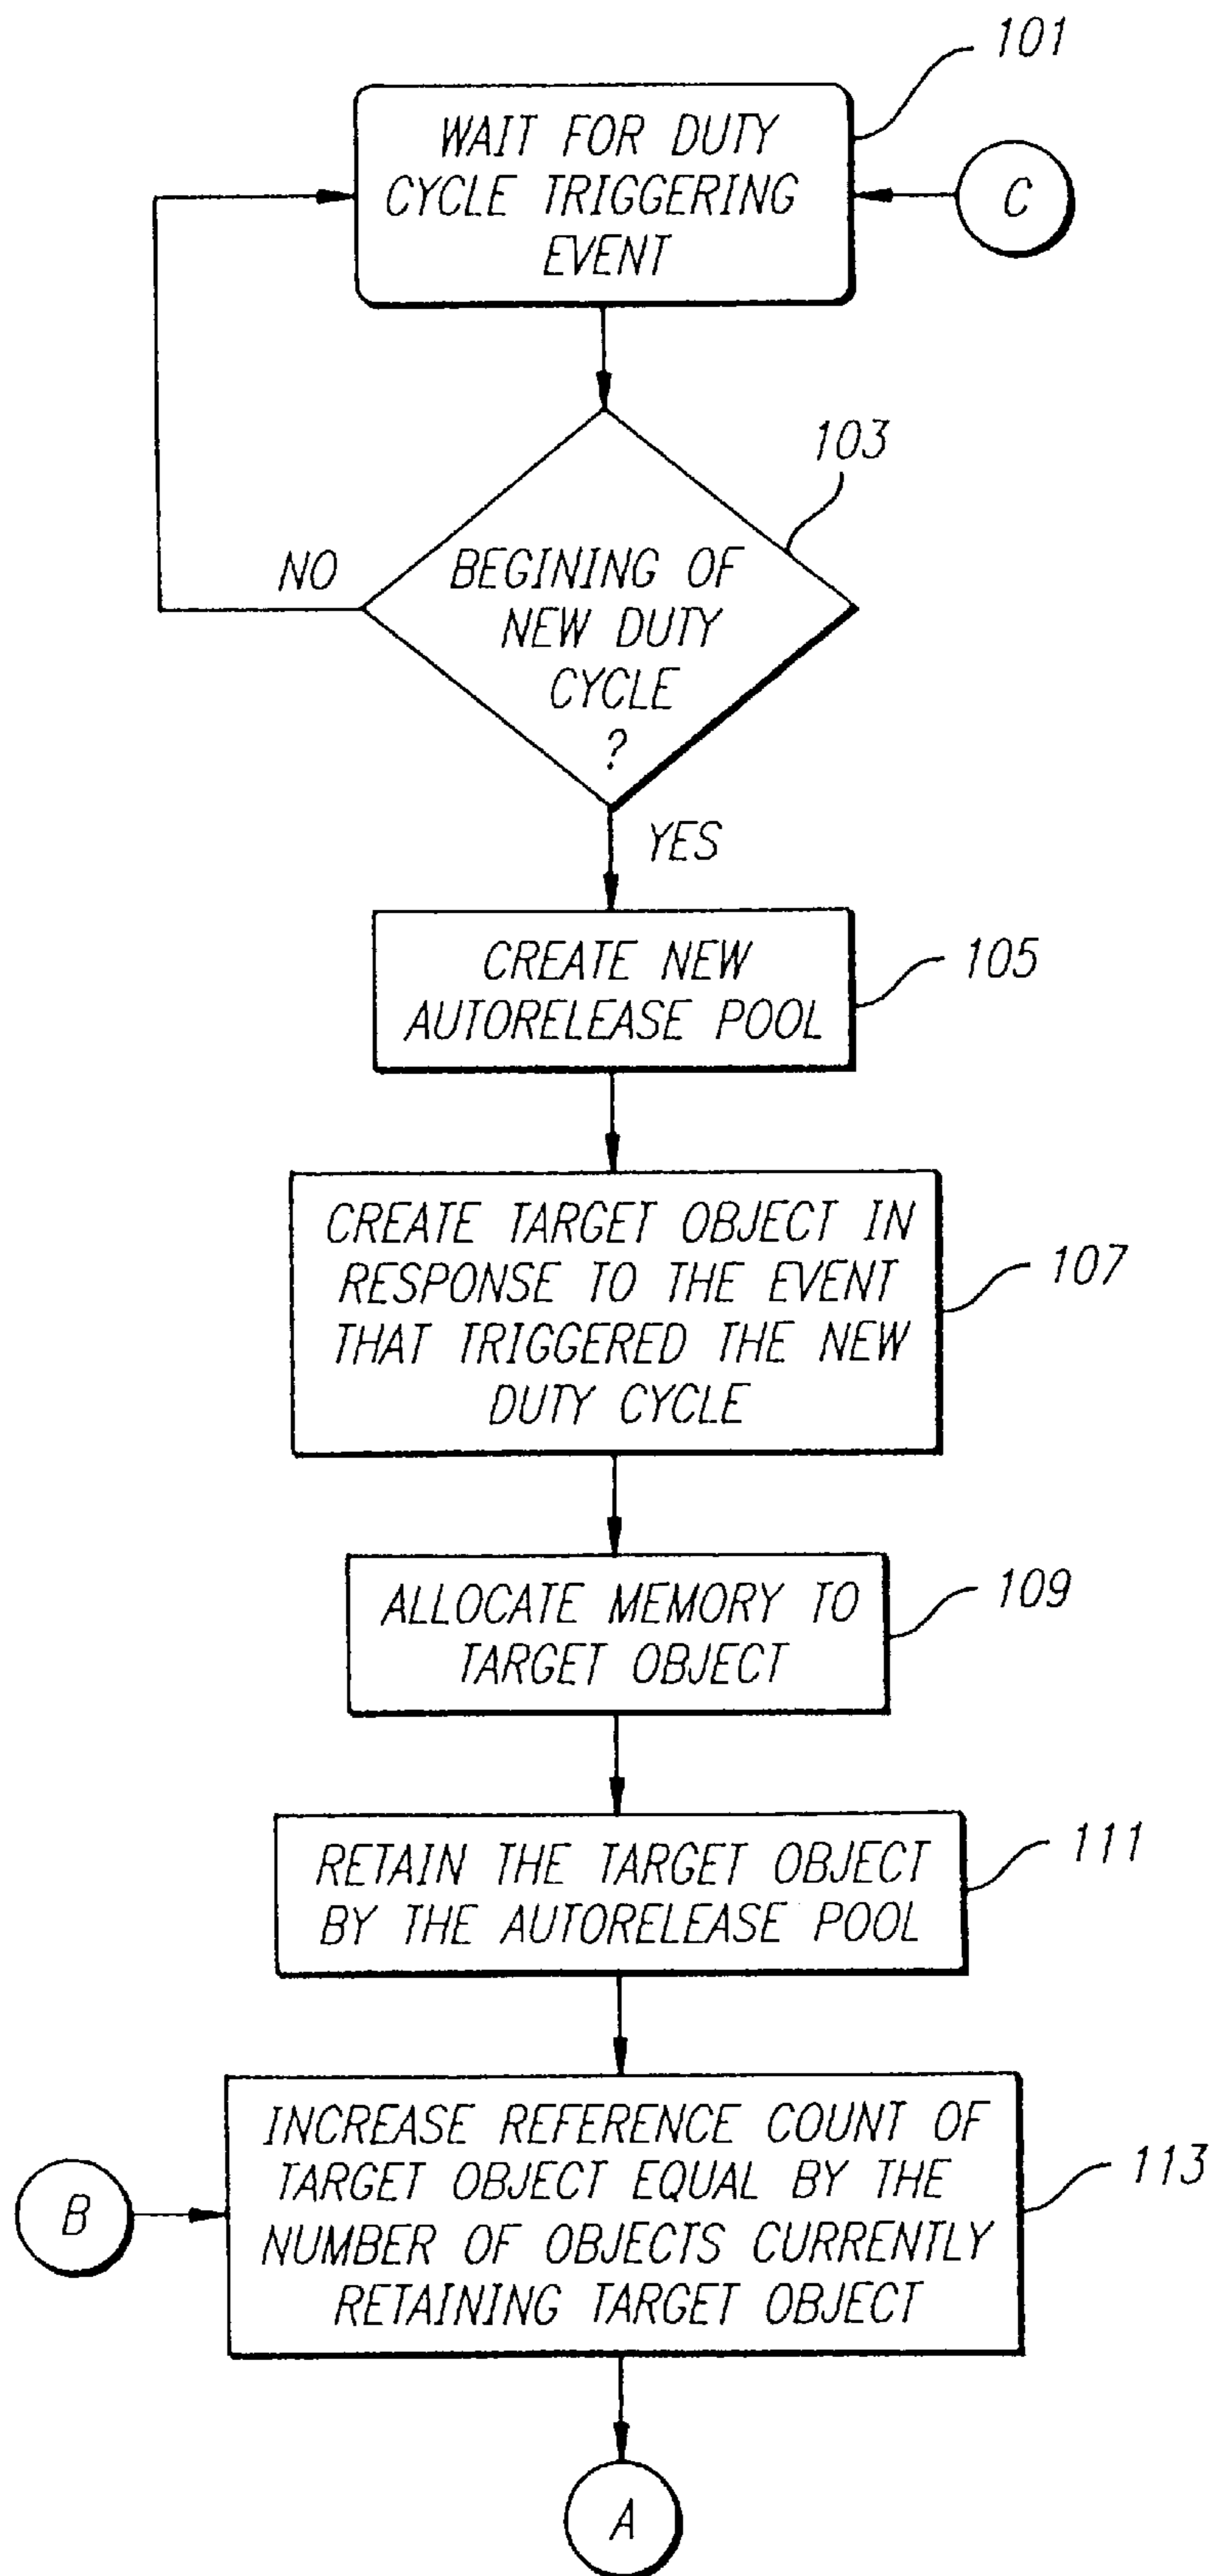 101
WAIT FOR DUTY
CYCLE TRIGGERING
EVENT
C
103
NO
BEGINING OF
NEW DUTY
CYCLE
?
YES
CREATE NEW
AUTORELEASE POOL
105
CREATE TARGET OBJECT IN
RESPONSE TO THE EVENT
THAT TRIGGERED THE NEW
DUTY CYCLE
107
ALLOCATE MEMORY TO
TARGET OBJECT
109
RETAIN THE TARGET OBJECT
BY THE AUTORELEASE POOL
111
INCREASE REFERENCE COUNT OF
TARGET OBJECT EQUAL BY THE
NUMBER OF OBJECTS CURRENTLY
RETAINING TARGET OBJECT
113
B
A